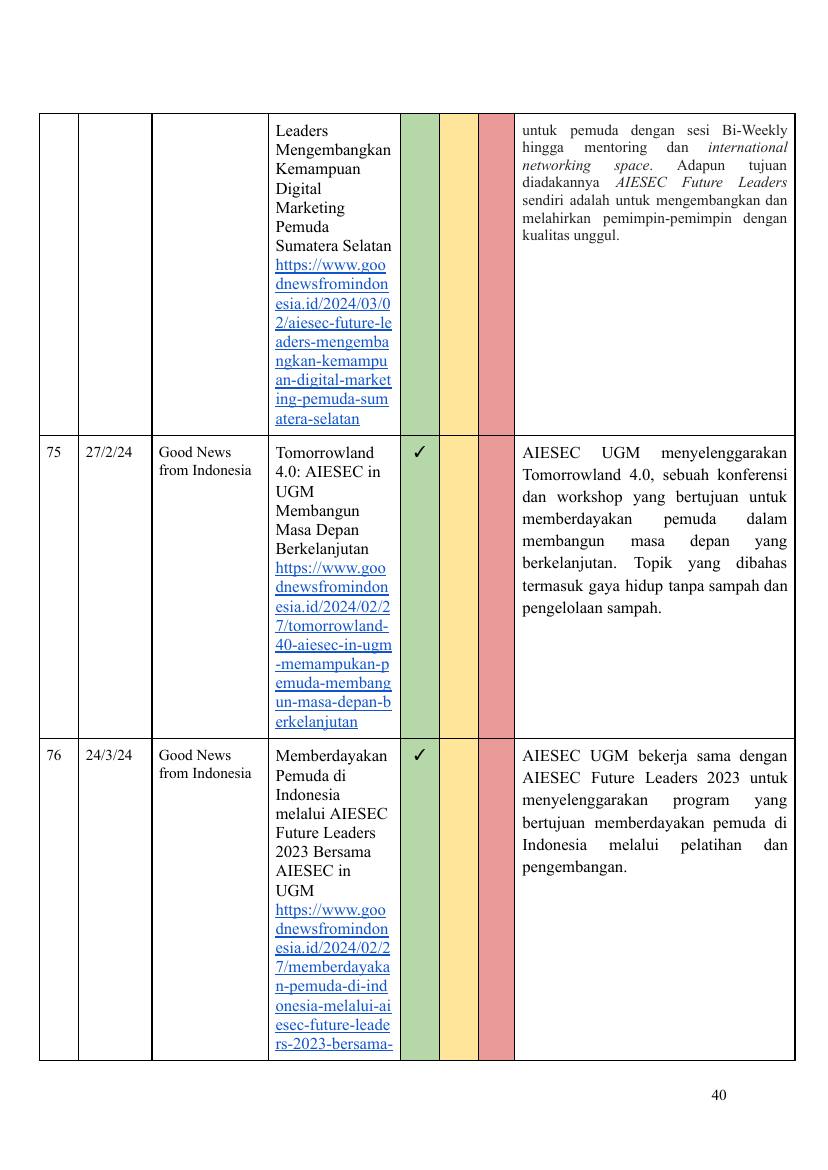 Leaders
Mengembangkan
Kemampuan
Digital
Marketing
Pemuda
Sumatera Selatan
https://www.goo
dnewsfromindon
esia.id/2024/03/0
2/aiesec-future-le
aders-mengemba
ngkan-kemampu
an-digital-market
ing-pemuda-sum
atera-selatan
untuk pemuda dengan sesi Bi-Weekly
hingga mentoring dan international
networking space. Adapun tujuan
diadakannya AIESEC Future Leaders
sendiri adalah untuk mengembangkan dan
melahirkan pemimpin-pemimpin dengan
kualitas unggul.
75
27/2/24
Good News
from Indonesia
Tomorrowland
4.0: AIESEC in
UGM
Membangun
Masa Depan
Berkelanjutan
https://www.goo
dnewsfromindon
esia.id/2024/02/2
7/tomorrowland-
40-aiesec-in-ugm
-memampukan-p
emuda-membang
un-masa-depan-b
erkelanjutan
✓
AIESEC UGM menyelenggarakan
Tomorrowland 4.0, sebuah konferensi
dan workshop yang bertujuan untuk
memberdayakan pemuda dalam
membangun masa depan yang
berkelanjutan. Topik yang dibahas
termasuk gaya hidup tanpa sampah dan
pengelolaan sampah.
76
24/3/24
Good News
from Indonesia
Memberdayakan
Pemuda di
Indonesia
melalui AIESEC
Future Leaders
2023 Bersama
AIESEC in
UGM
https://www.goo
dnewsfromindon
esia.id/2024/02/2
7/memberdayaka
n-pemuda-di-ind
onesia-melalui-ai
esec-future-leade
rs-2023-bersama-
✓
AIESEC UGM bekerja sama dengan
AIESEC Future Leaders 2023 untuk
menyelenggarakan program yang
bertujuan memberdayakan pemuda di
Indonesia melalui pelatihan dan
pengembangan.
40